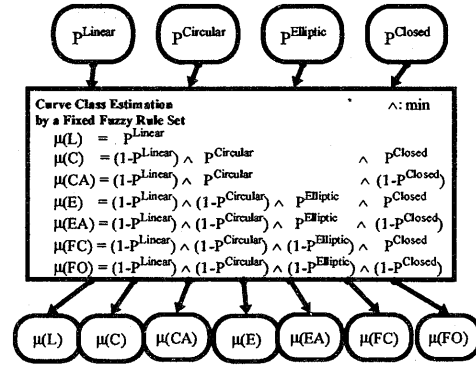 P^Linear P^Circular P^Elliptic P^Closed
Curve Class Estimation ∧: min
by a Fixed Fuzzy Rule Set
μ(L) = P^Linear
μ(C) = (1-P^Linear) ∧ P^Circular ∧ P^Closed
μ(CA) = (1-P^Linear) ∧ P^Circular ∧ (1-P^Closed)
μ(E) = (1-P^Linear) ∧ (1-P^Circular) ∧ P^Elliptic ∧ P^Closed
μ(EA) = (1-P^Linear) ∧ (1-P^Circular) ∧ P^Elliptic ∧ (1-P^Closed)
μ(FC) = (1-P^Linear) ∧ (1-P^Circular) ∧ (1-P^Elliptic) ∧ P^Closed
μ(FO) = (1-P^Linear) ∧ (1-P^Circular) ∧ (1-P^Elliptic) ∧ (1-P^Closed)
μ(L) μ(C) μ(CA) μ(E) μ(EA) μ(FC) μ(FO)